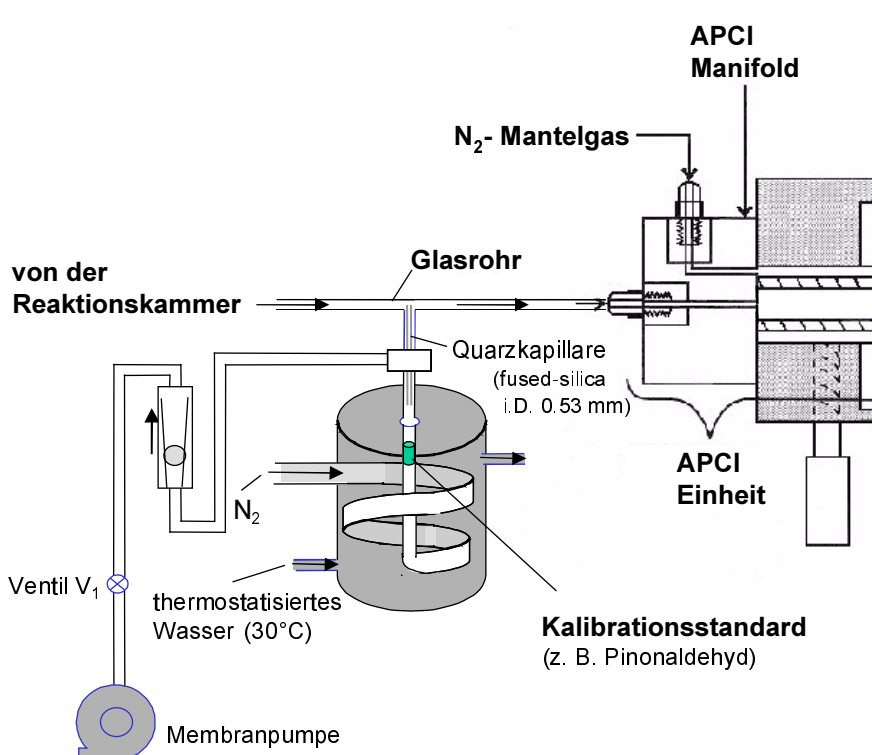 APCI
Manifold
N₂- Mantelgas
von der
Reaktionskammer
Glasrohr
Quarzkapillare
(fused-silica
i.D. 0.53 mm)
APCI
Einheit
N₂
Ventil V₁
thermostatisiertes
Wasser (30°C)
Kalibrationsstandard
(z. B. Pinonaldehyd)
Membranpumpe